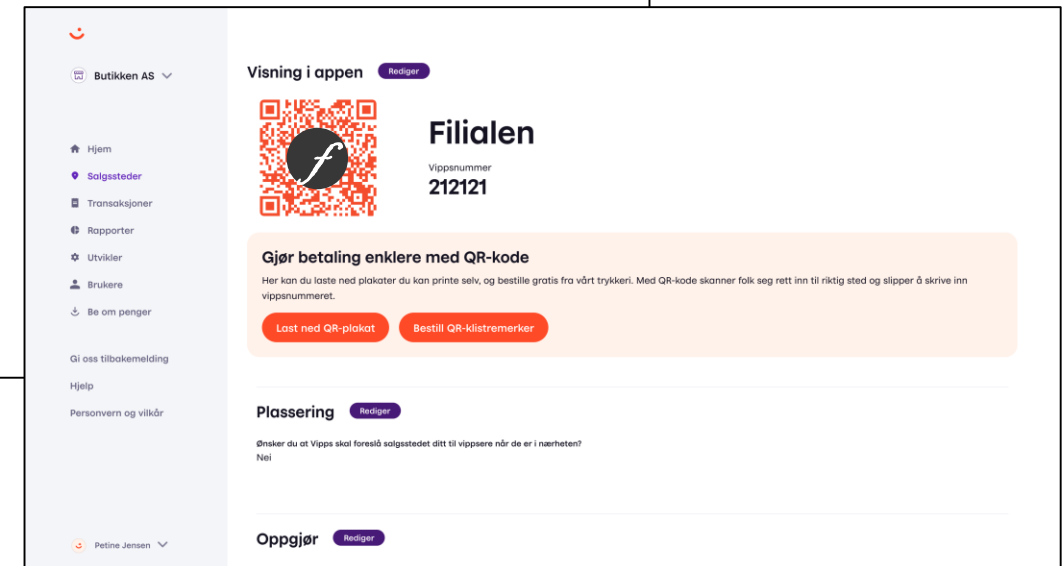 Butikken AS
Hjem
Salgssteder
Transaksjoner
Rapporter
Utvikler
Brukere
Be om penger
Gi oss tilbakemelding
Hjelp
Personvern og vilkår
Petine Jensen
Visning i appen Rediger
f
Filialen
Vippsnummer
212121
Gjør betaling enklere med QR-kode
Her kan du laste ned plakater du kan printe selv, og bestille gratis fra vårt trykkeri. Med QR-kode skanner folk seg rett inn til riktig sted og slipper å skrive inn
vippsnummeret.
Last ned QR-plakat Bestill QR-klistremerker
Plassering Rediger
Ønsker du at Vipps skal foreslå salgsstedet ditt til vippsere når de er i nærheten?
Nei
Oppgjør Rediger